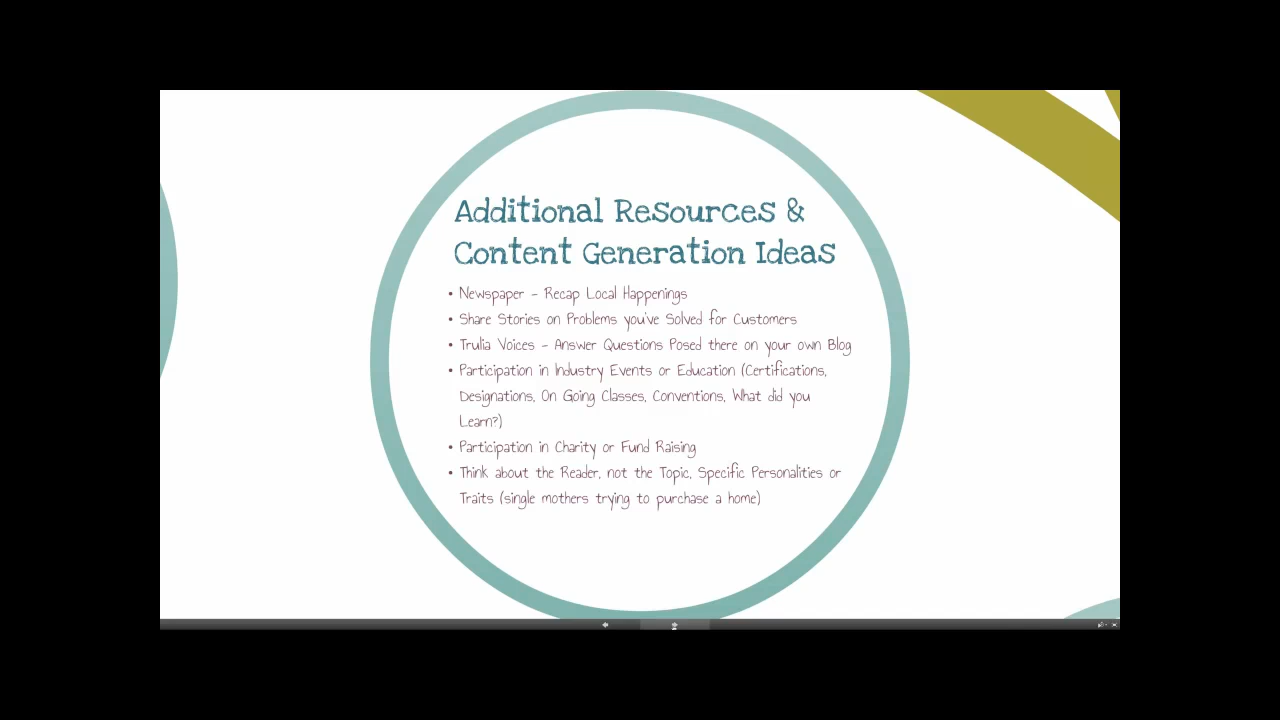 Additional Resources &
Content Generation Ideas
• Newspaper - Recap Local Happenings
• Share Stories on Problems you've Solved for Customers
• Trulia Voices - Answer Questions Posed there on your own Blog
• Participation in Industry Events or Education (Certifications,
Designations, On Going Classes, Conventions, What did you
Learn?)
• Participation in Charity or Fund Raising
• Think about the Reader, not the Topic, Specific Personalities or
Traits (single mothers trying to purchase a home)